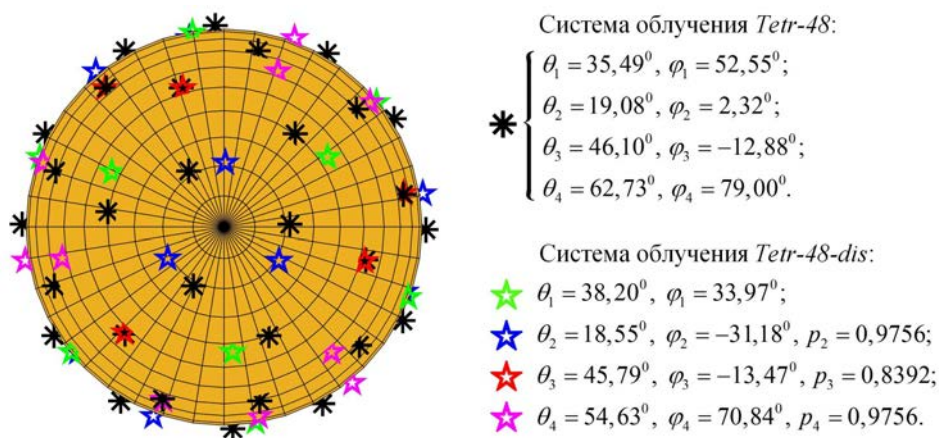 Система облучения Tetr-48:
θ₁ = 35,49⁰, φ₁ = 52,55⁰;
θ₂ = 19,08⁰, φ₂ = 2,32⁰;
θ₃ = 46,10⁰, φ₃ = −12,88⁰;
θ₄ = 62,73⁰, φ₄ = 79,00⁰.
Система облучения Tetr-48-dis:
θ₁ = 38,20⁰, φ₁ = 33,97⁰;
θ₂ = 18,55⁰, φ₂ = −31,18⁰, p₂ = 0,9756;
θ₃ = 45,79⁰, φ₃ = −13,47⁰, p₃ = 0,8392;
θ₄ = 54,63⁰, φ₄ = 70,84⁰, p₄ = 0,9756.